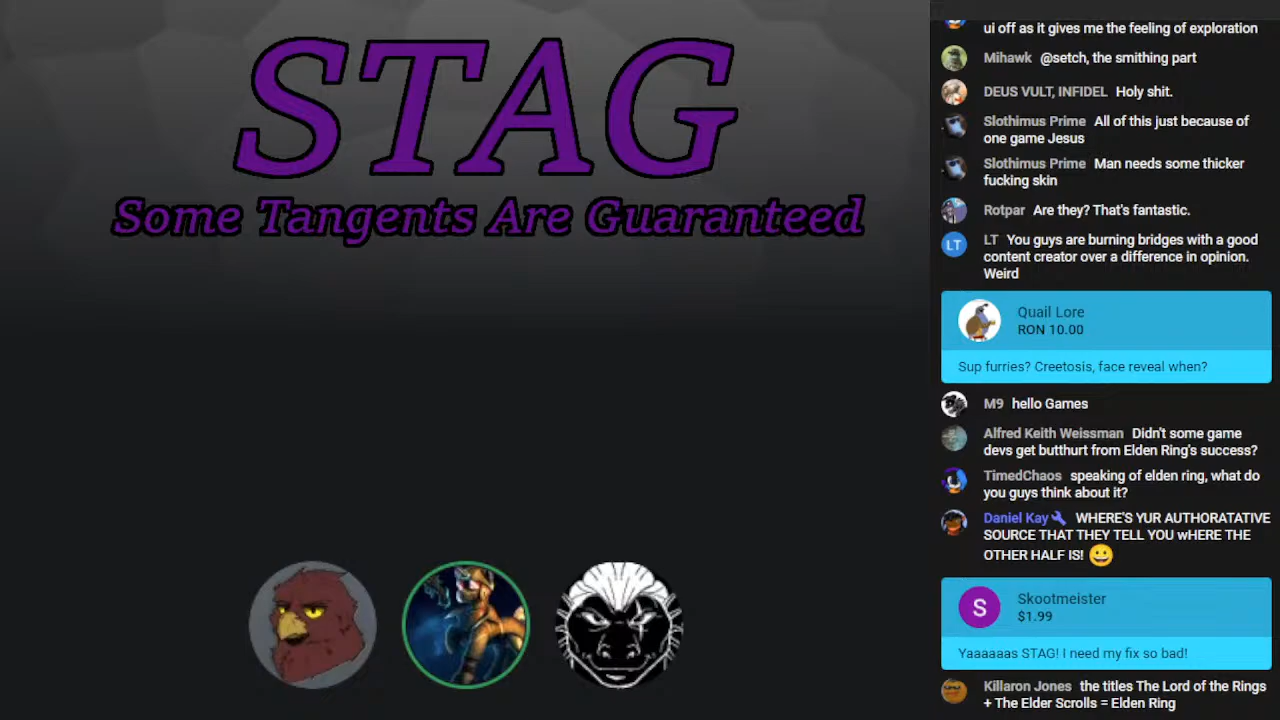 STAG
Some Tangents Are Guaranteed
ui off as it gives me the feeling of exploration
Mihawk @setch, the smithing part
DEUS VULT, INFIDEL Holy shit.
Slothimus Prime All of this just because of
one game Jesus
Slothimus Prime Man needs some thicker
fucking skin
Rotpar Are they? That's fantastic.
LT LT You guys are burning bridges with a good
content creator over a difference in opinion.
Weird
Quail Lore
RON 10.00
Sup furries? Creetosis, face reveal when?
M9 hello Games
Alfred Keith Weissman Didn't some game
devs get butthurt from Elden Ring's success?
TimedChaos speaking of elden ring, what do
you guys think about it?
Daniel Kay WHERE'S YUR AUTHORATATIVE
SOURCE THAT THEY TELL YOU wHERE THE
OTHER HALF IS! 😀
S Skootmeister
$1.99
Yaaaaaas STAG! I need my fix so bad!
Killaron Jones the titles The Lord of the Rings
+ The Elder Scrolls = Elden Ring